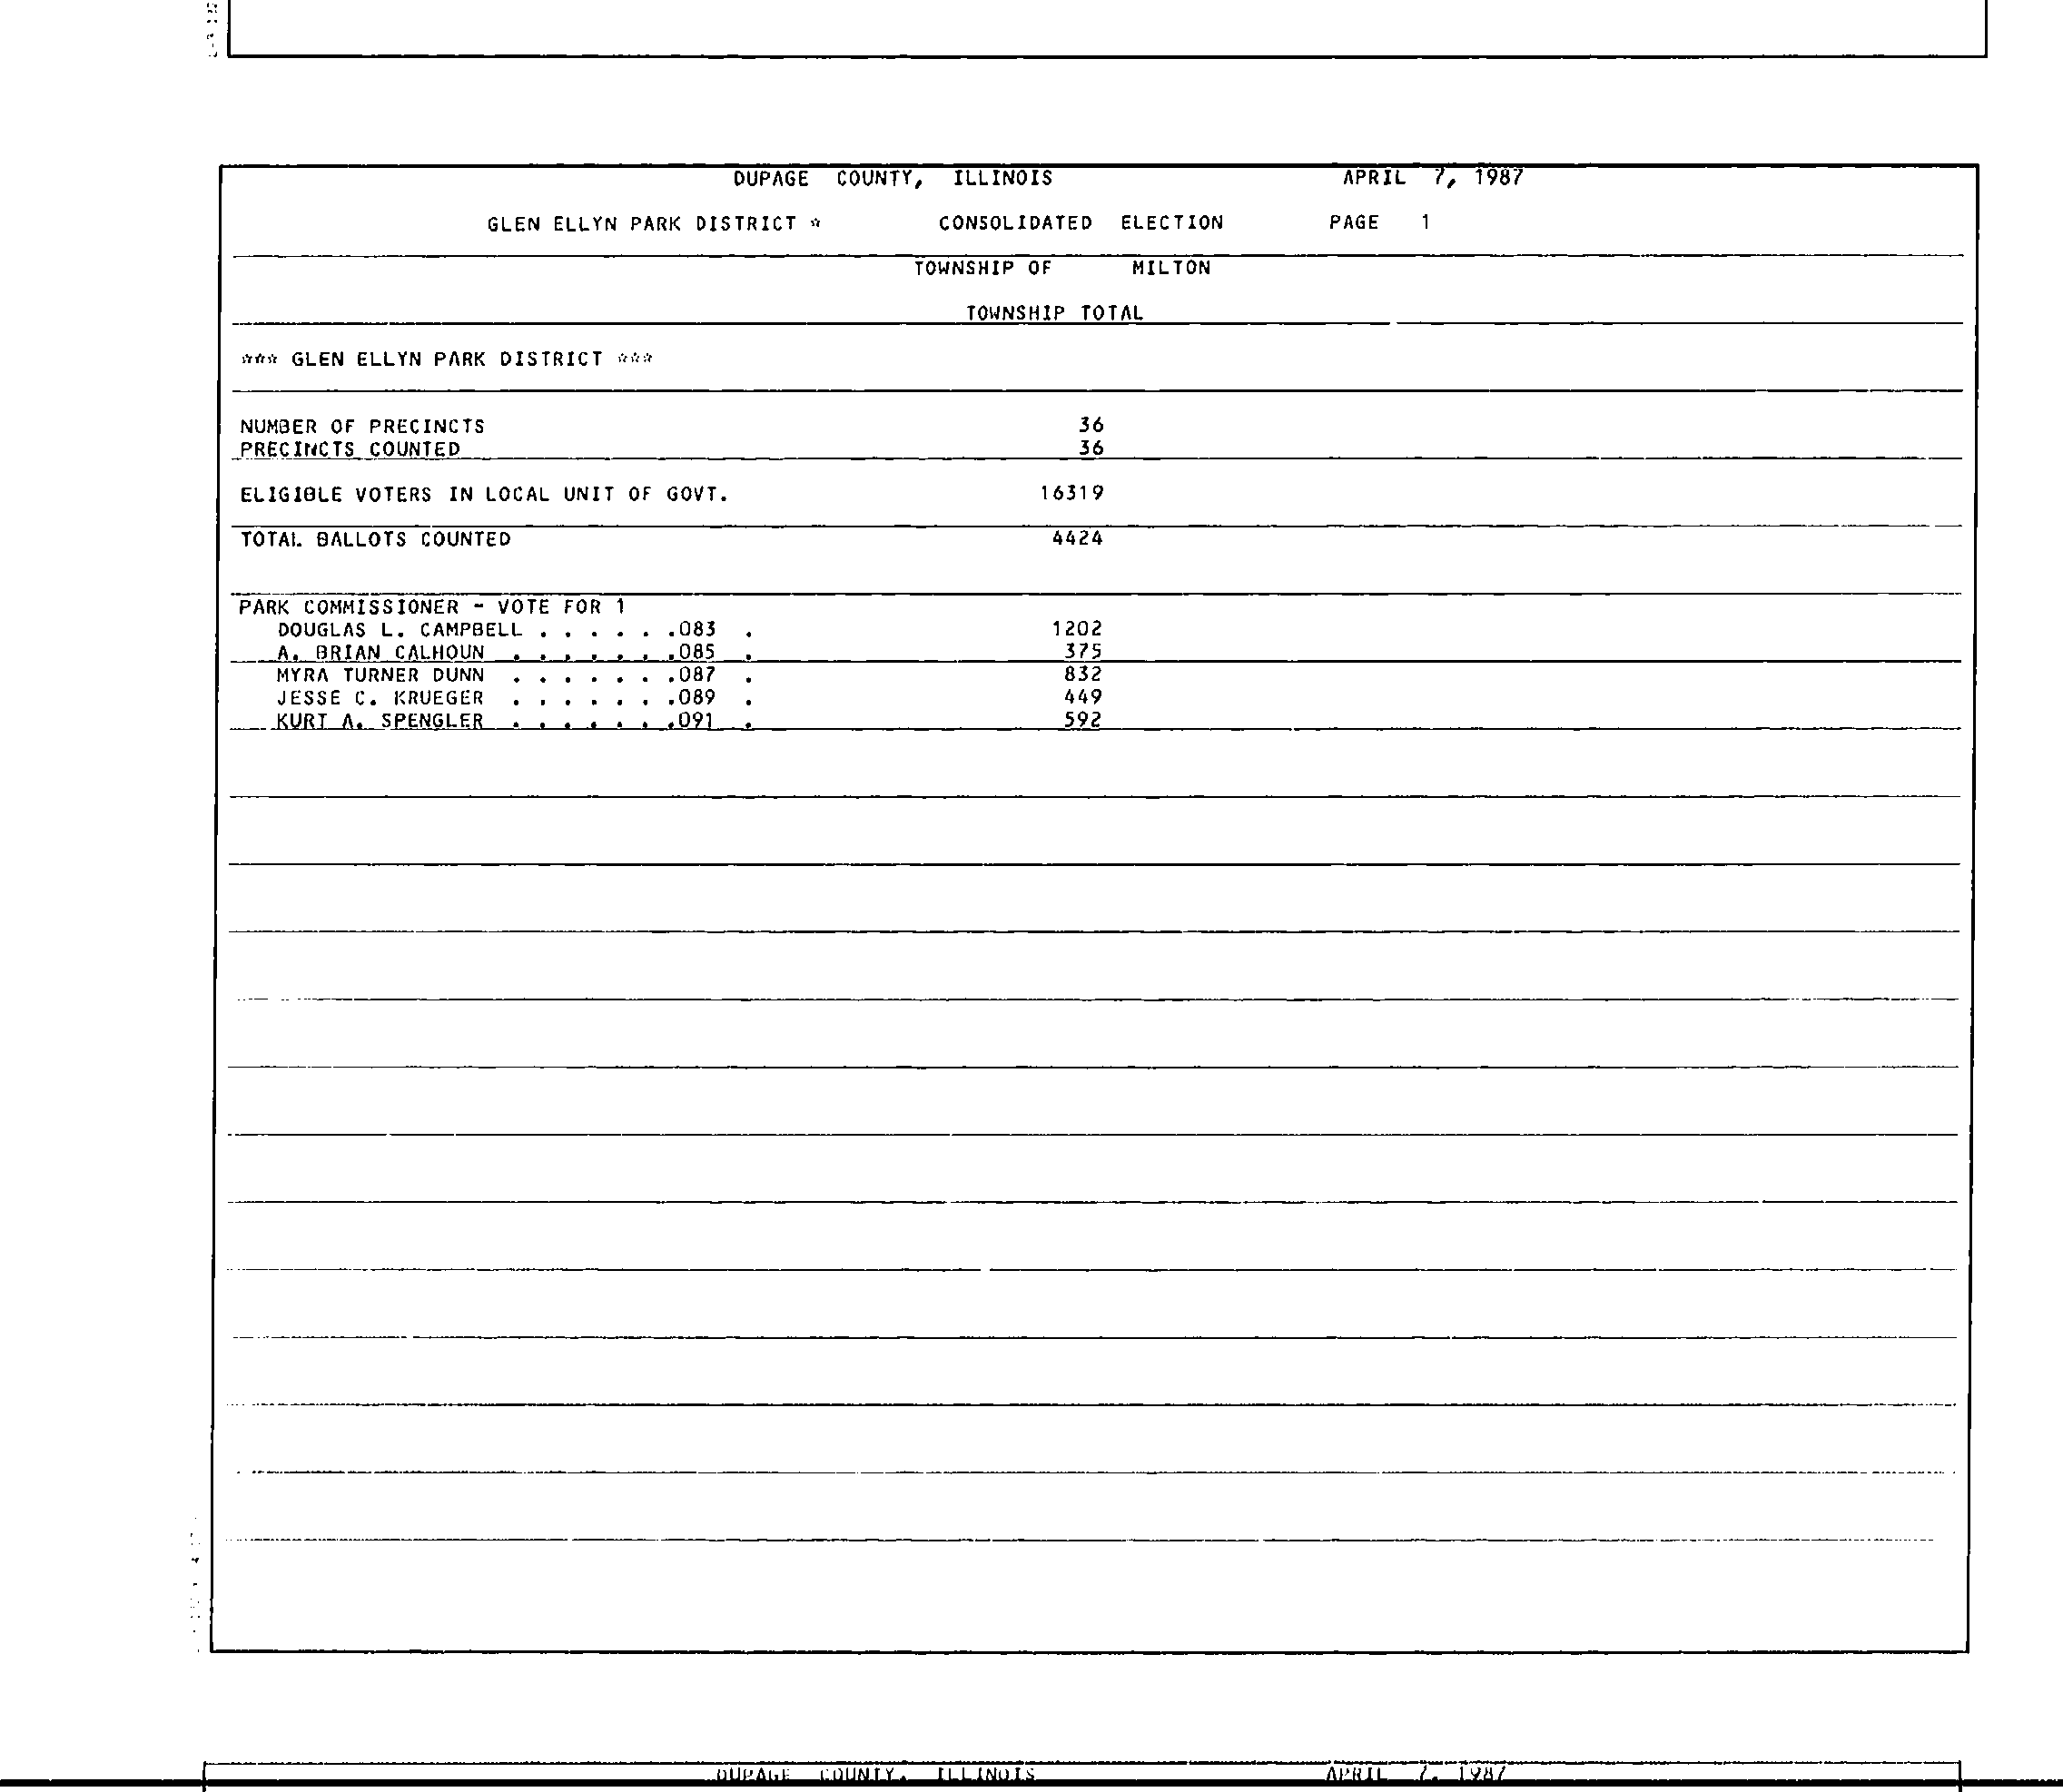 DUPAGE COUNTY, ILLINOIS APRIL 7, 1987
GLEN ELLYN PARK DISTRICT * CONSOLIDATED ELECTION PAGE 1
TOWNSHIP OF MILTON
TOWNSHIP TOTAL
*** GLEN ELLYN PARK DISTRICT ***
NUMBER OF PRECINCTS 36
PRECINCTS COUNTED 36
ELIGIBLE VOTERS IN LOCAL UNIT OF GOVT. 16319
TOTAL BALLOTS COUNTED 4424
PARK COMMISSIONER - VOTE FOR 1
DOUGLAS L. CAMPBELL . . . . . .083 . 1202
A. BRIAN CALHOUN . . . . . . .085 . 375
MYRA TURNER DUNN . . . . . . .087 . 832
JESSE C. KRUEGER . . . . . . .089 . 449
KURT A. SPENGLER . . . . . . .091 . 592
DUPAGE COUNTY, ILLINOIS APRIL 7, 1987